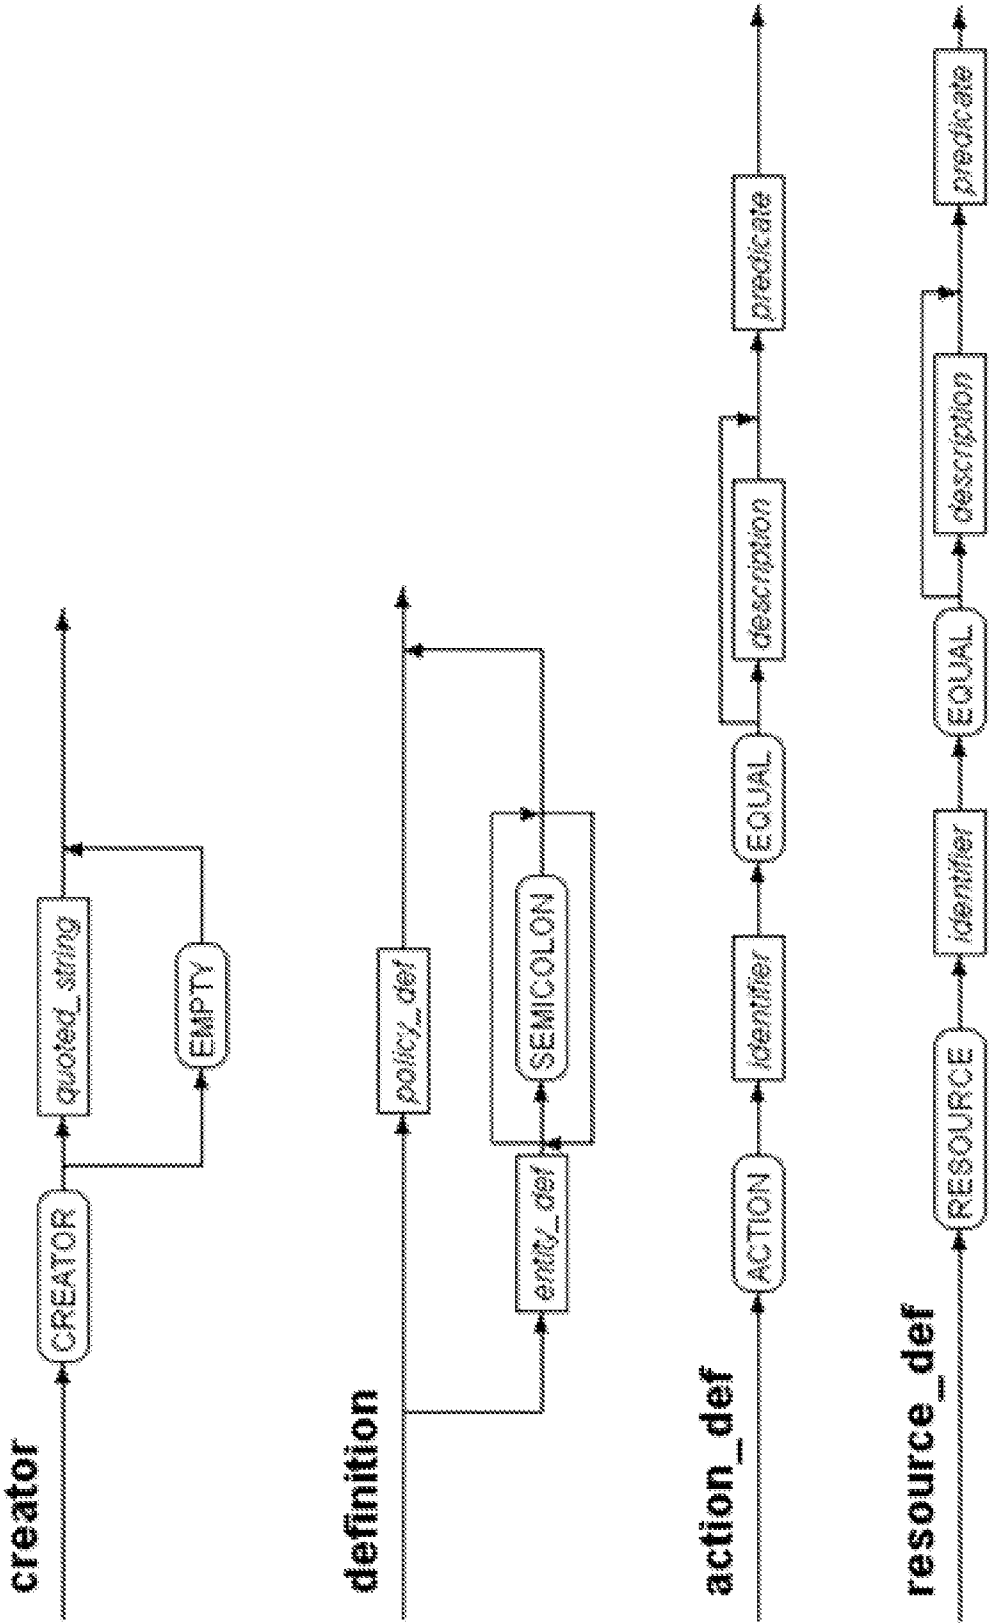 creator
CREATOR
quoted_string
EMPTY
definition
policy_def
entity_def
SEMICOLON
action_def
ACTION
identifier
EQUAL
description
predicate
resource_def
RESOURCE
identifier
EQUAL
description
predicate